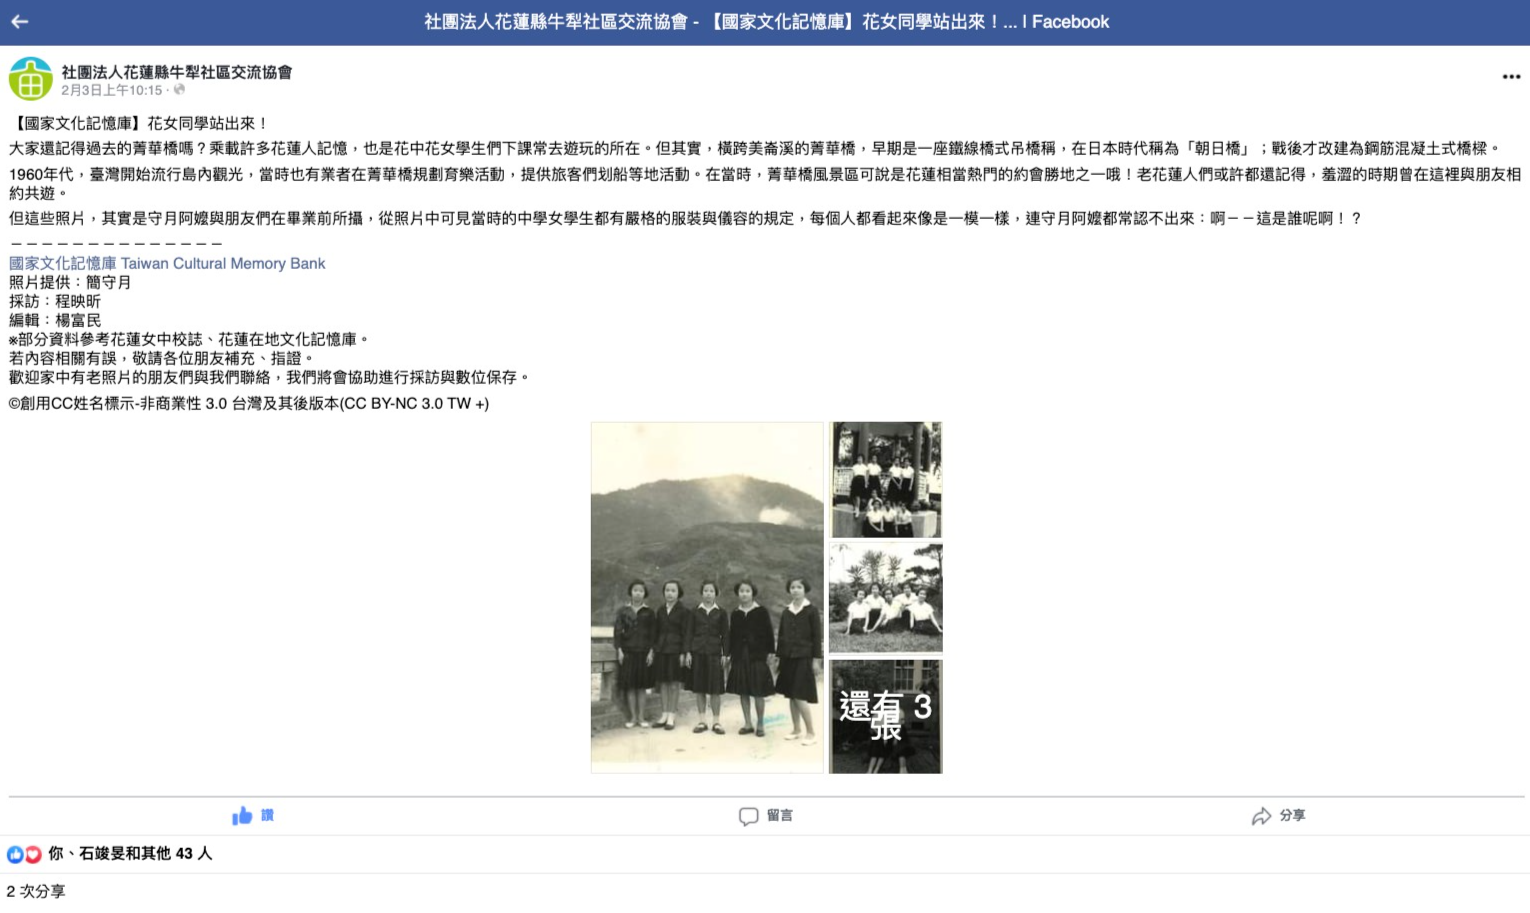 社團法人花蓮縣牛犁社區交流協會 - 【國家文化記憶庫】花女同學站出來！... | Facebook
社團法人花蓮縣牛犁社區交流協會
2月3日上午10:15 ·
【國家文化記憶庫】花女同學站出來！
大家還記得過去的菁華橋嗎？乘載許多花蓮人記憶，也是花中花女學生們下課常去遊玩的所在。但其實，橫跨美崙溪的菁華橋，早期是一座鐵線橋式吊橋稱，在日本時代稱為「朝日橋」；戰後才改建為鋼筋混凝土式橋樑。
1960年代，臺灣開始流行島內觀光，當時也有業者在菁華橋規劃育樂活動，提供旅客們划船等地活動。在當時，菁華橋風景區可說是花蓮相當熱門的約會勝地之一哦！老花蓮人們或許都還記得，羞澀的時期曾在這裡與朋友相
約共遊。
但這些照片，其實是守月阿嬤與朋友們在畢業前所攝，從照片中可見當時的中學女學生都有嚴格的服裝與儀容的規定，每個人都看起來像是一模一樣，連守月阿嬤都常認不出來：啊－－這是誰呢啊！？
－－－－－－－－－－－－－－
國家文化記憶庫 Taiwan Cultural Memory Bank
照片提供：簡守月
採訪：程映昕
編輯：楊富民
※部分資料參考花蓮女中校誌、花蓮在地文化記憶庫。
若內容相關有誤，敬請各位朋友補充、指證。
歡迎家中有老照片的朋友們與我們聯絡，我們將會協助進行採訪與數位保存。
©創用CC姓名標示-非商業性 3.0 台灣及其後版本(CC BY-NC 3.0 TW +)
還有 3
張
讚
留言
分享
你、石竣旻和其他 43 人
2 次分享